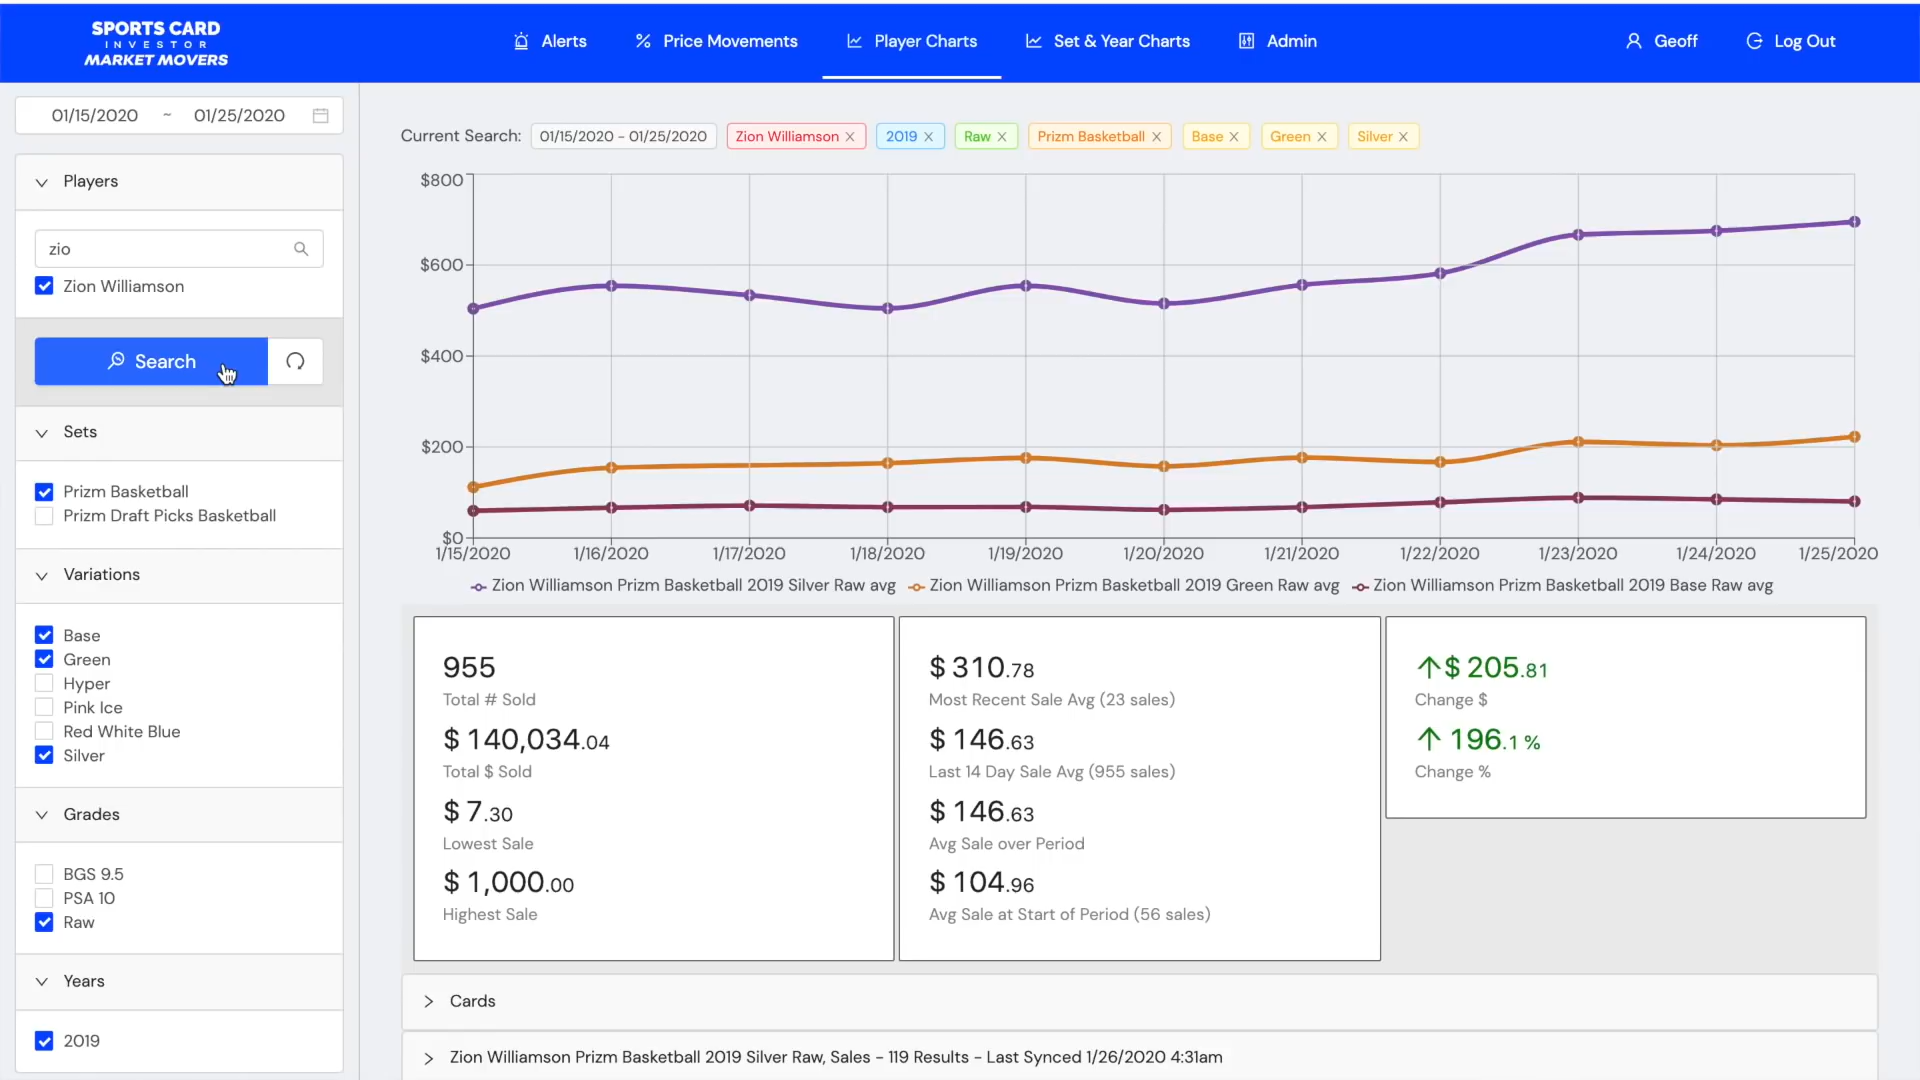 SPORTS CARD
INVESTOR
MARKET MOVERS
Alerts
Price Movements
Player Charts
Set & Year Charts
Admin
Geoff
Log Out
01/15/2020 ~ 01/25/2020
Players
zio
Zion Williamson
Search
Sets
Prizm Basketball
Prizm Draft Picks Basketball
Variations
Base
Green
Hyper
Pink Ice
Red White Blue
Silver
Grades
BGS 9.5
PSA 10
Raw
Years
2019
Current Search: 01/15/2020 - 01/25/2020 Zion Williamson 2019 Raw Prizm Basketball Base Green Silver
$800
$600
$400
$200
$0
1/15/2020 1/16/2020 1/17/2020 1/18/2020 1/19/2020 1/20/2020 1/21/2020 1/22/2020 1/23/2020 1/24/2020 1/25/2020
Zion Williamson Prizm Basketball 2019 Silver Raw avg Zion Williamson Prizm Basketball 2019 Green Raw avg Zion Williamson Prizm Basketball 2019 Base Raw avg
955
Total # Sold
$ 140,034.04
Total $ Sold
$ 7.30
Lowest Sale
$ 1,000.00
Highest Sale
$ 310.78
Most Recent Sale Avg (23 sales)
$ 146.63
Last 14 Day Sale Avg (955 sales)
$ 146.63
Avg Sale over Period
$ 104.96
Avg Sale at Start of Period (56 sales)
↑$ 205.81
Change $
↑ 196.1 %
Change %
Cards
Zion Williamson Prizm Basketball 2019 Silver Raw, Sales - 119 Results - Last Synced 1/26/2020 4:31am